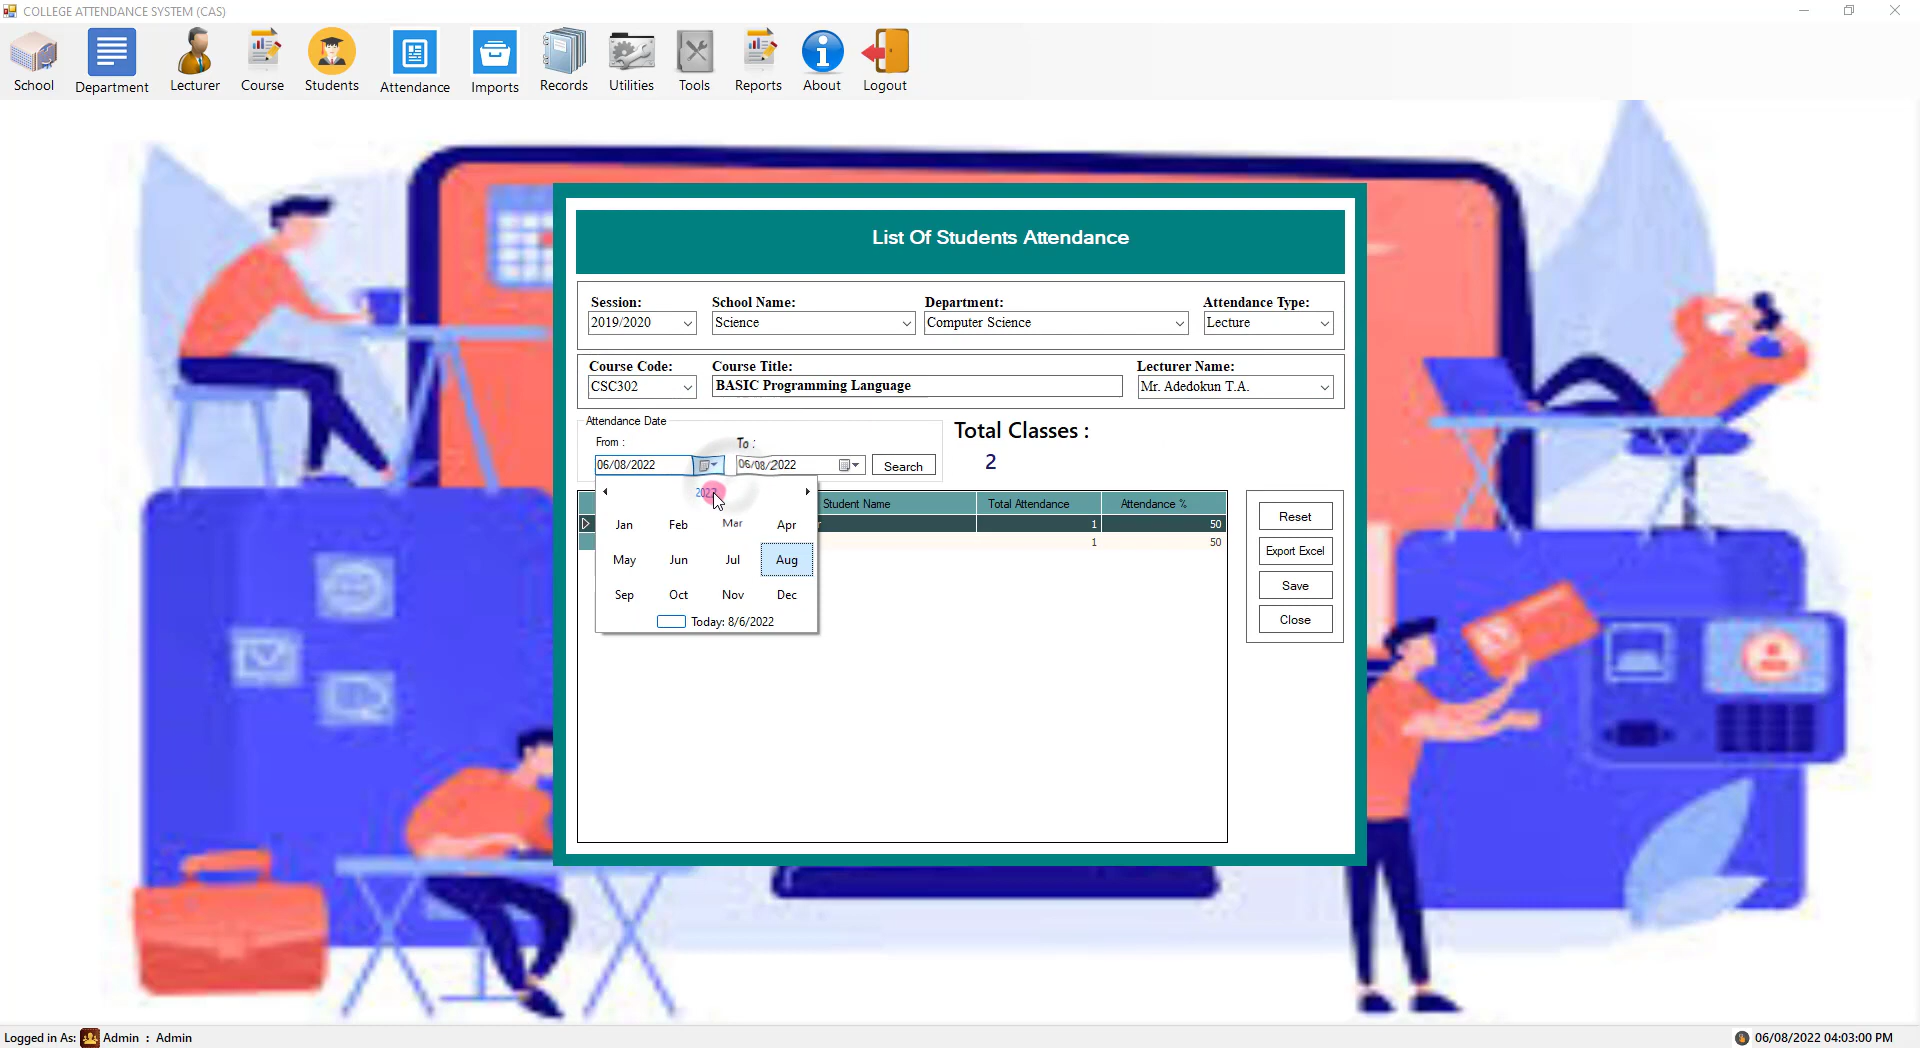 COLLEGE ATTENDANCE SYSTEM (CAS)
School
Department
Lecturer
Course
Students
Attendance
Imports
Records
Utilities
Tools
Reports
About
Logout
List Of Students Attendance
Session:
School Name:
Department:
Attendance Type:
2019/2020
Science
Computer Science
Lecture
Course Code:
Course Title:
Lecturer Name:
CSC302
BASIC Programming Language
Mr. Adedokun T.A.
Attendance Date
From :
To :
06/08/2022
06/08/2022
Search
Total Classes :
2
2022
Jan Feb Mar Apr
May Jun Jul Aug
Sep Oct Nov Dec
Today: 8/6/2022
Student Name
Total Attendance
Attendance %
1 50
1 50
Reset
Export Excel
Save
Close
Logged in As: Admin : Admin
06/08/2022 04:03:00 PM